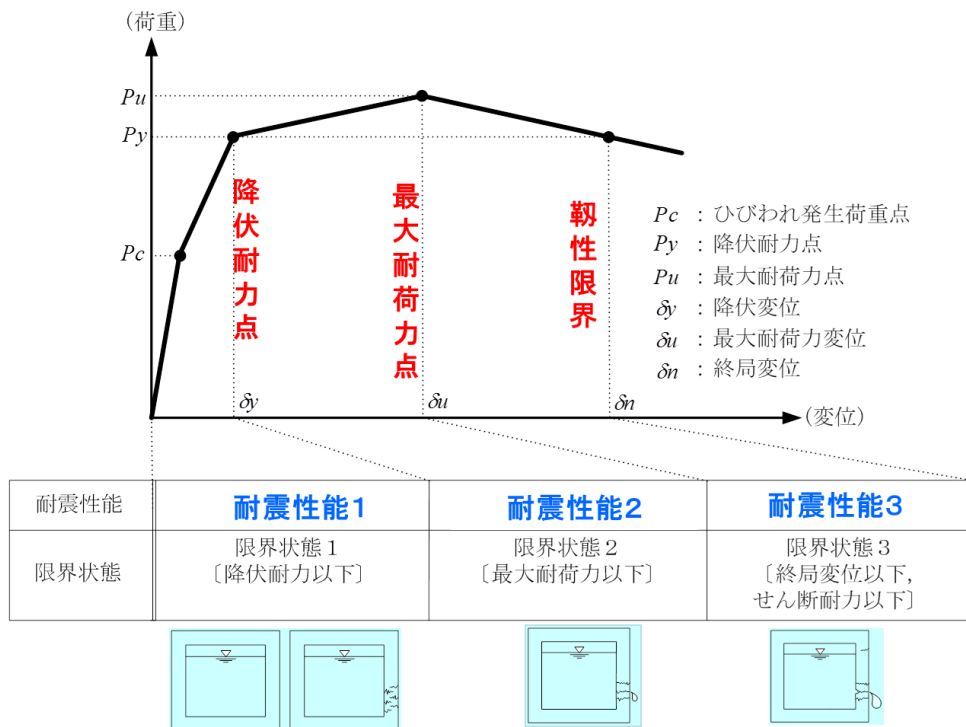 (荷重)
Pu
Py
Pc
降伏耐力点
最大耐荷力点
靱性限界
Pc : ひびわれ発生荷重点
Py : 降伏耐力点
Pu : 最大耐荷力点
δy : 降伏変位
δu : 最大耐荷力変位
δn : 終局変位
δy
δu
δn
(変位)
耐震性能 耐震性能1 耐震性能2 耐震性能3
限界状態
限界状態1
〔降伏耐力以下〕
限界状態2
〔最大耐荷力以下〕
限界状態3
〔終局変位以下,
せん断耐力以下〕